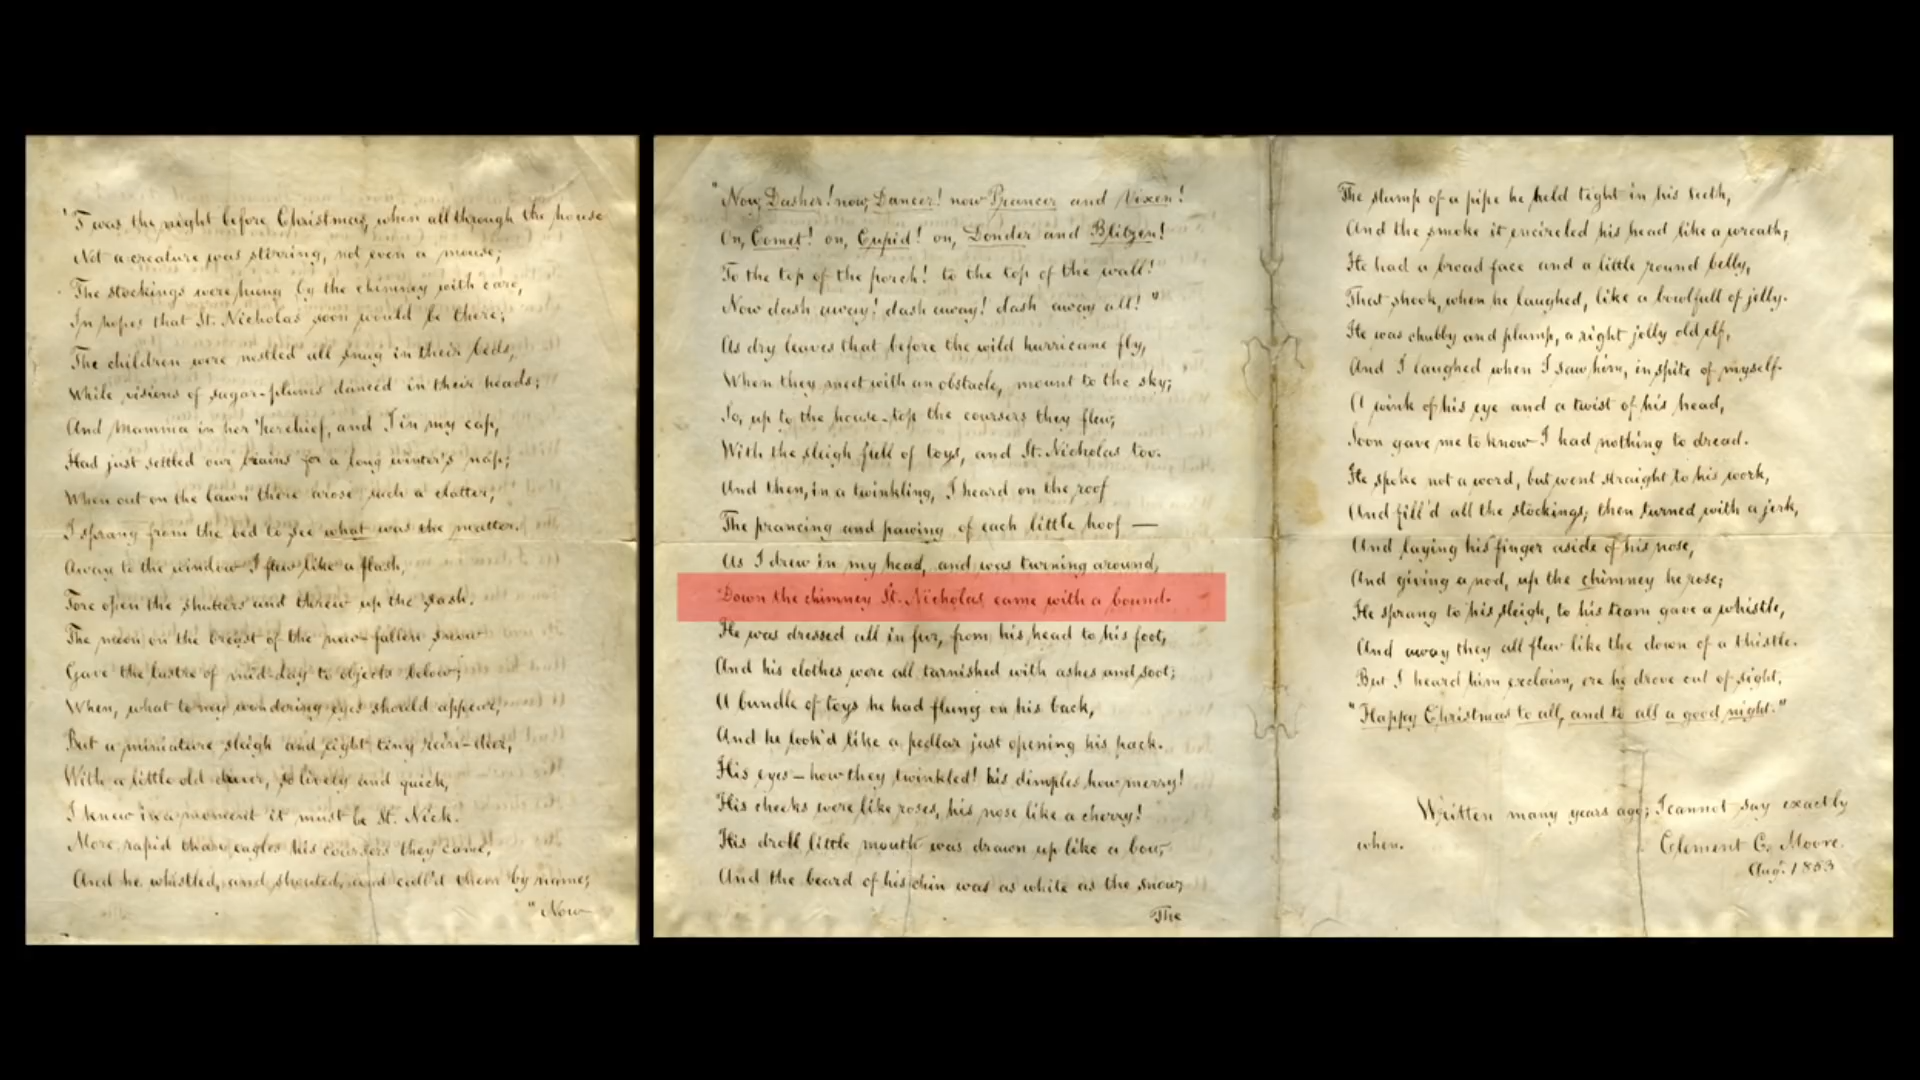 'Twas the night before Christmas, when all through the house
Not a creature was stirring, not even a mouse;
The stockings were hung by the chimney with care,
In hopes that St. Nicholas soon would be there;
The children were nestled all snug in their beds,
While visions of sugar-plums danced in their heads;
And Mamma in her 'kerchief, and I in my cap,
Had just settled our brains for a long winter's nap;
When out on the lawn there arose such a clatter,
I sprang from the bed to see what was the matter.
Away to the window I flew like a flash,
Tore open the shutters and threw up the sash.
The moon on the breast of the new-fallen snow
Gave the lustre of mid-day to objects below;
When, what to my wondering eyes should appear,
But a miniature sleigh and eight tiny rein-deer,
With a little old driver, so lively and quick,
I knew in a moment it must be St. Nick.
More rapid than eagles his coursers they came,
And he whistled, and shouted, and call'd them by name;
"Now
"Now, Dasher! now, Dancer! now Prancer and Vixen!
On, Comet! on, Cupid! on, Donder and Blitzen!
To the top of the porch! to the top of the wall!
Now dash away! dash away! dash away all!"
As dry leaves that before the wild hurricane fly,
When they meet with an obstacle, mount to the sky;
So, up to the house-top the coursers they flew,
With the sleigh full of toys, and St. Nicholas too.
And then, in a twinkling, I heard on the roof
The prancing and pawing of each little hoof —
As I drew in my head, and was turning around,
Down the chimney St. Nicholas came with a bound.
He was dressed all in fur, from his head to his foot,
And his clothes were all tarnished with ashes and soot;
A bundle of toys he had flung on his back,
And he look'd like a pedlar just opening his pack.
His eyes — how they twinkled! his dimples how merry!
His cheeks were like roses, his nose like a cherry!
His droll little mouth was drawn up like a bow,
And the beard of his chin was as white as the snow;
The
The stump of a pipe he held tight in his teeth,
And the smoke it encircled his head like a wreath;
He had a broad face and a little round belly,
That shook, when he laughed, like a bowlfull of jelly.
He was chubby and plump, a right jolly old elf,
And I laughed when I saw him, in spite of myself.
A wink of his eye and a twist of his head,
Soon gave me to know I had nothing to dread.
He spoke not a word, but went straight to his work,
And fill'd all the stockings; then turned with a jerk,
And laying his finger aside of his nose,
And giving a nod, up the chimney he rose;
He sprang to his sleigh, to his team gave a whistle,
And away they all flew like the down of a thistle.
But I heard him exclaim, ere he drove out of sight,
"Happy Christmas to all, and to all a good night."
Written many years ago; I cannot say exactly
when.
Clement C. Moore.
Aug. 1853